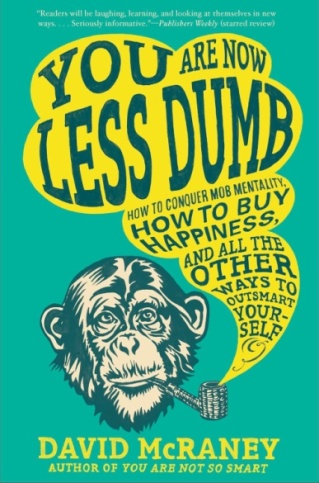 “Readers will be laughing, learning, and looking at themselves in new
ways. . . . Seriously informative.”—Publishers Weekly (starred review)
YOU ARE NOW
LESS DUMB
HOW TO CONQUER MOB MENTALITY,
HOW TO BUY
HAPPINESS,
AND ALL THE
OTHER
WAYS TO
OUTSMART
YOUR-
SELF
DAVID McRANEY
AUTHOR OF YOU ARE NOT SO SMART